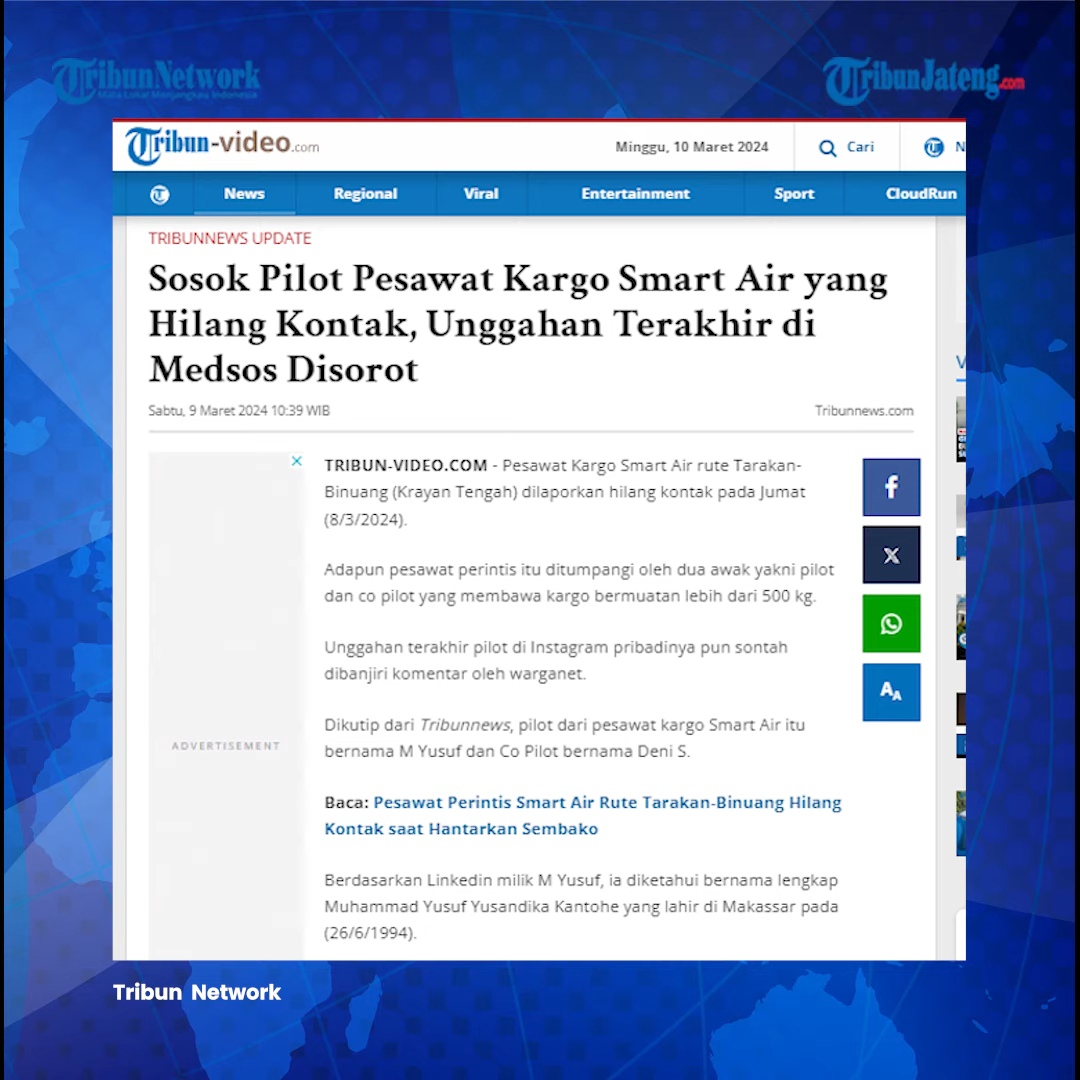 TribunNetwork
Mata Lokal Menjangkau Indonesia
TribunJateng.com
Tribun-video.com
Minggu, 10 Maret 2024
Cari
N
News
Regional
Viral
Entertainment
Sport
CloudRun
TRIBUNNEWS UPDATE
Sosok Pilot Pesawat Kargo Smart Air yang
Hilang Kontak, Unggahan Terakhir di
Medsos Disorot
Sabtu, 9 Maret 2024 10:39 WIB
Tribunnews.com
ADVERTISEMENT
TRIBUN-VIDEO.COM - Pesawat Kargo Smart Air rute Tarakan-
Binuang (Krayan Tengah) dilaporkan hilang kontak pada Jumat
(8/3/2024).
Adapun pesawat perintis itu ditumpangi oleh dua awak yakni pilot
dan co pilot yang membawa kargo bermuatan lebih dari 500 kg.
Unggahan terakhir pilot di Instagram pribadinya pun sontah
dibanjiri komentar oleh warganet.
Dikutip dari Tribunnews, pilot dari pesawat kargo Smart Air itu
bernama M Yusuf dan Co Pilot bernama Deni S.
Baca: Pesawat Perintis Smart Air Rute Tarakan-Binuang Hilang
Kontak saat Hantarkan Sembako
Berdasarkan Linkedin milik M Yusuf, ia diketahui bernama lengkap
Muhammad Yusuf Yusandika Kantohe yang lahir di Makassar pada
(26/6/1994).
Tribun Network